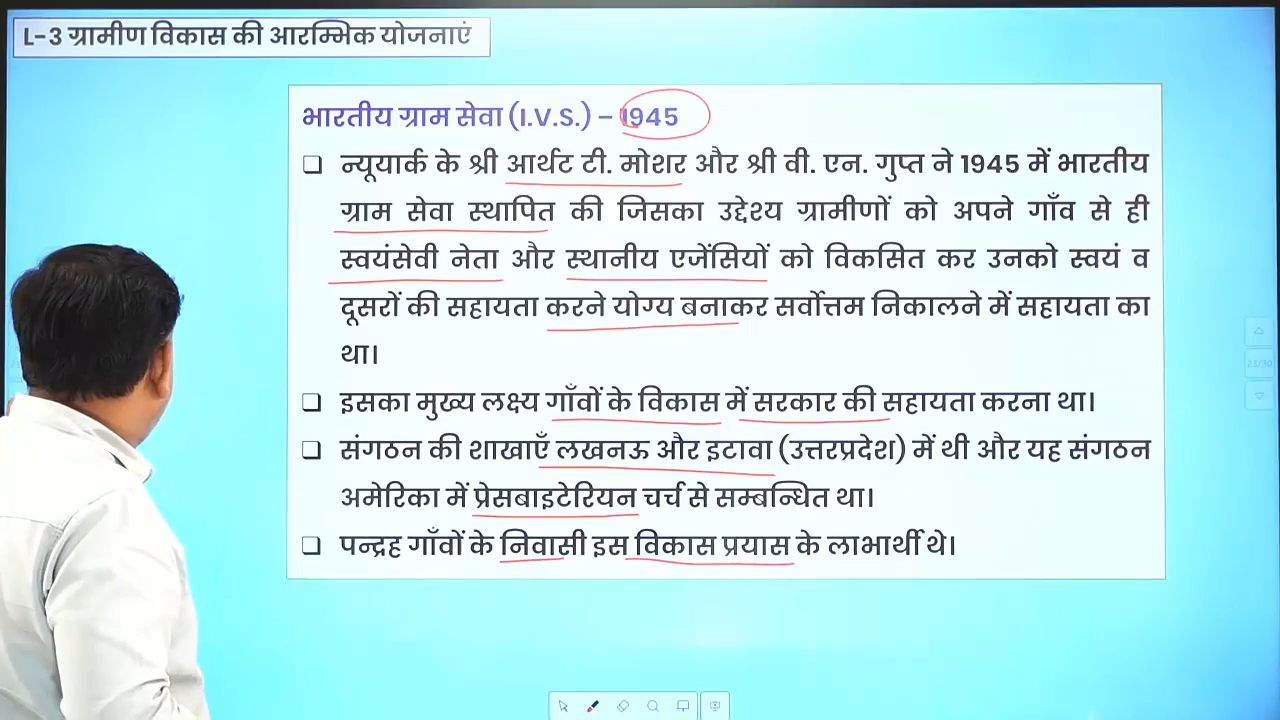 L-3 ग्रामीण विकास की आरम्भिक योजनाएं
भारतीय ग्राम सेवा (I.V.S.) – 1945
❑ न्यूयार्क के श्री आर्थट टी. मोशर और श्री वी. एन. गुप्त ने 1945 में भारतीय
ग्राम सेवा स्थापित की जिसका उद्देश्य ग्रामीणों को अपने गाँव से ही
स्वयंसेवी नेता और स्थानीय एजेंसियों को विकसित कर उनको स्वयं व
दूसरों की सहायता करने योग्य बनाकर सर्वोत्तम निकालने में सहायता का
था।
❑ इसका मुख्य लक्ष्य गाँवों के विकास में सरकार की सहायता करना था।
❑ संगठन की शाखाएँ लखनऊ और इटावा (उत्तरप्रदेश) में थी और यह संगठन
अमेरिका में प्रेसबाइटेरियन चर्च से सम्बन्धित था।
❑ पन्द्रह गाँवों के निवासी इस विकास प्रयास के लाभार्थी थे।
23/30